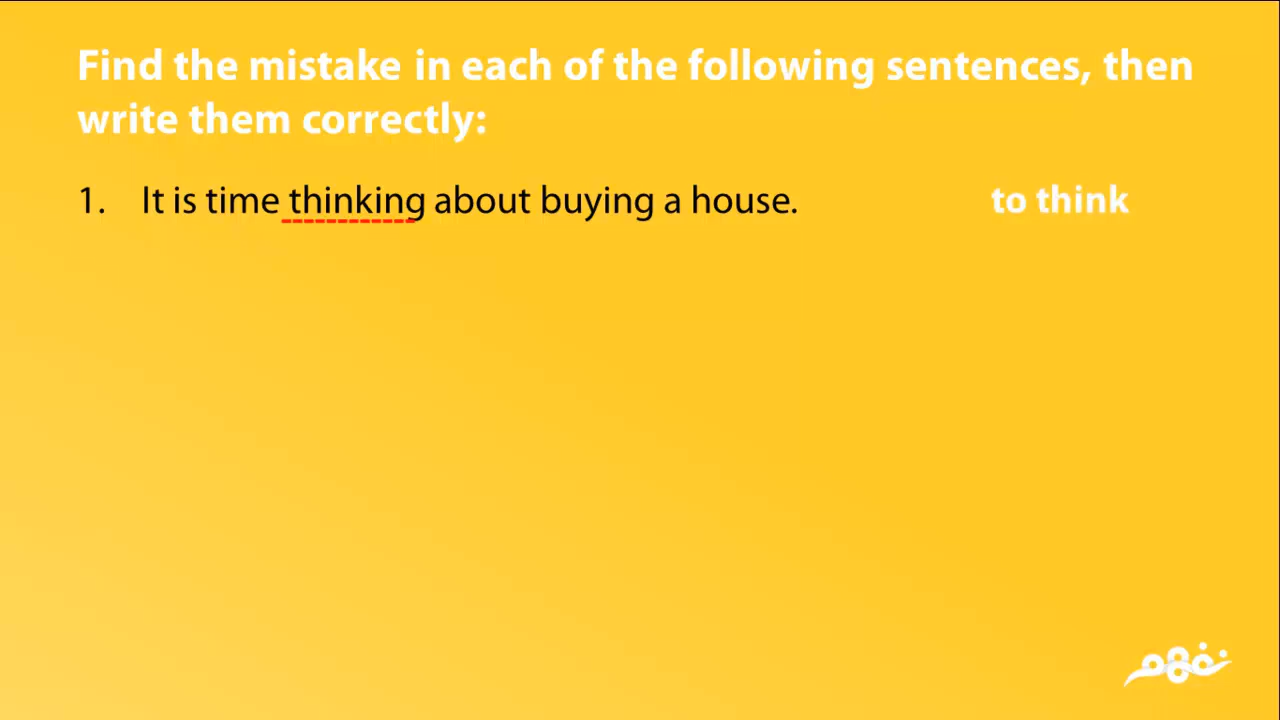 Find the mistake in each of the following sentences, then
write them correctly:
1. It is time thinking about buying a house. to think
نفهم